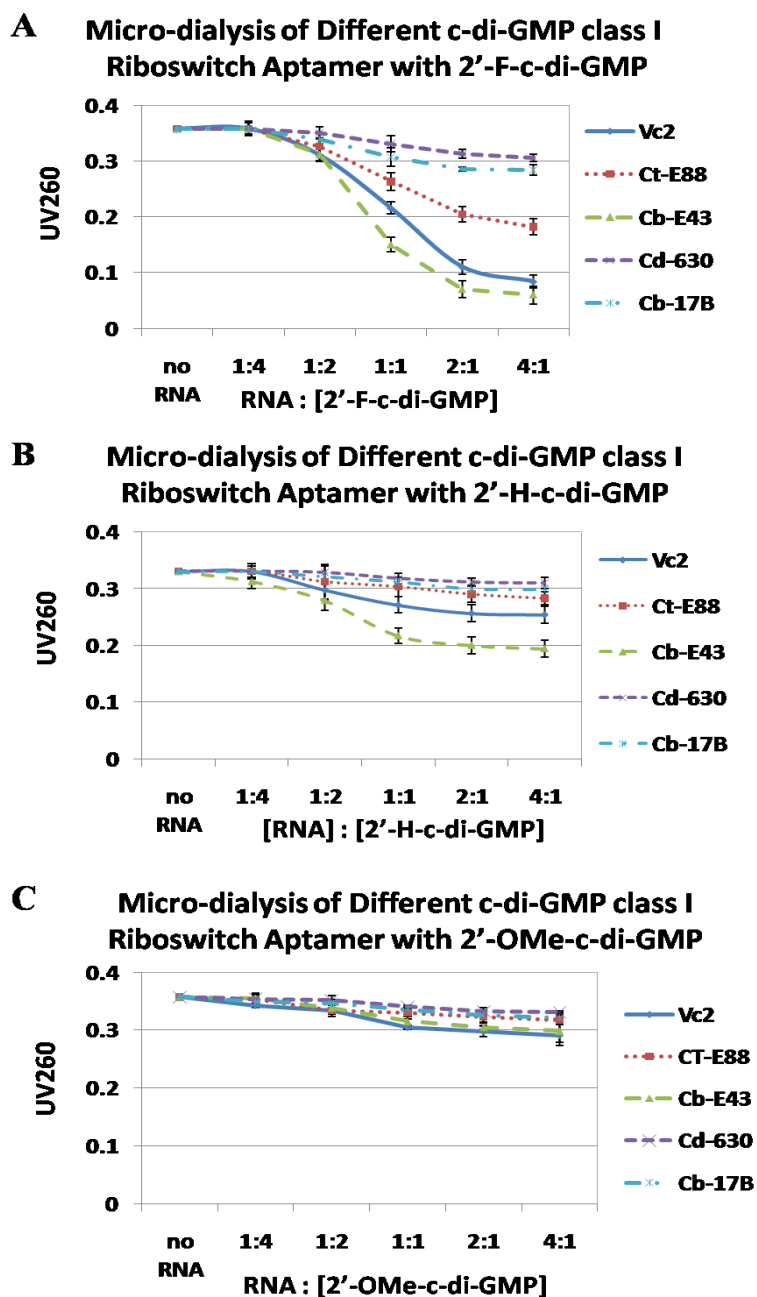 A
Micro-dialysis of Different c-di-GMP class I
Riboswitch Aptamer with 2'-F-c-di-GMP
0.4
0.3
0.2
0.1
0
UV260
no RNA
1:4
1:2
1:1
2:1
4:1
RNA : [2'-F-c-di-GMP]
Vc2
Ct-E88
Cb-E43
Cd-630
Cb-17B
B
Micro-dialysis of Different c-di-GMP class I
Riboswitch Aptamer with 2'-H-c-di-GMP
0.4
0.3
0.2
0.1
0
UV260
no RNA
1:4
1:2
1:1
2:1
4:1
[RNA] : [2'-H-c-di-GMP]
Vc2
Ct-E88
Cb-E43
Cd-630
Cb-17B
C
Micro-dialysis of Different c-di-GMP class I
Riboswitch Aptamer with 2'-OMe-c-di-GMP
0.4
0.3
0.2
0.1
0
UV260
no RNA
1:4
1:2
1:1
2:1
4:1
RNA : [2'-OMe-c-di-GMP]
Vc2
CT-E88
Cb-E43
Cd-630
Cb-17B